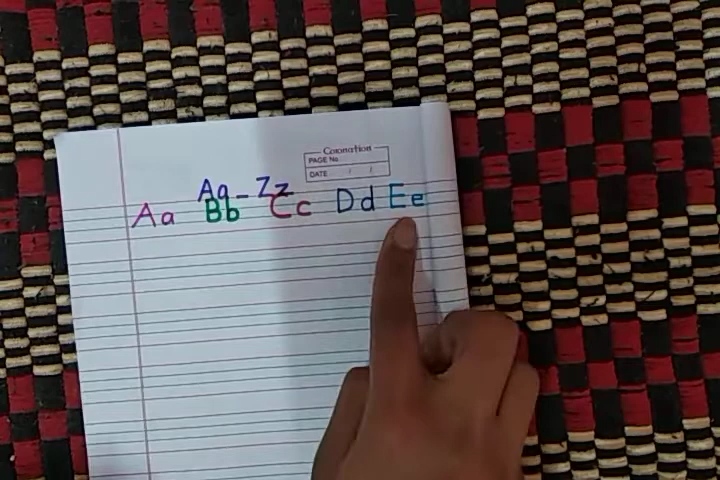 Coronation
PAGE No.
DATE / /
Aa - Zz
Aa Bb Cc Dd Ee